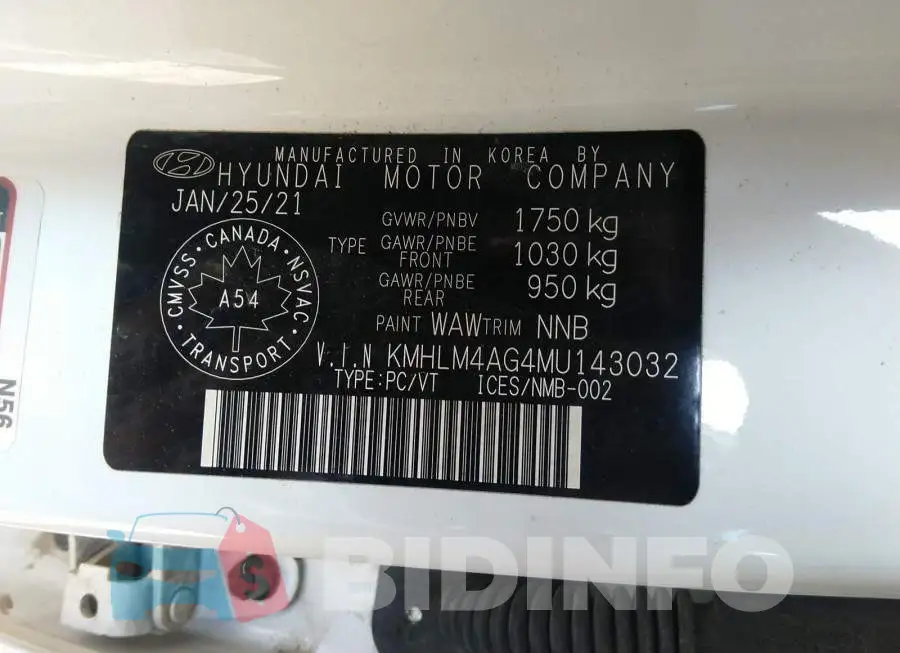 MANUFACTURED IN KOREA BY
HYUNDAI MOTOR COMPANY
JAN/25/21
GVWR/PNBV 1750 kg
TYPE GAWR/PNBE FRONT 1030 kg
GAWR/PNBE REAR 950 kg
CANADA
CMVSS • NSVAC
A54
TRANSPORT
PAINT WAW TRIM NNB
V.I.N KMHLM4AG4MU143032
TYPE:PC/VT ICES/NMB-002
N56
$ BIDINFO